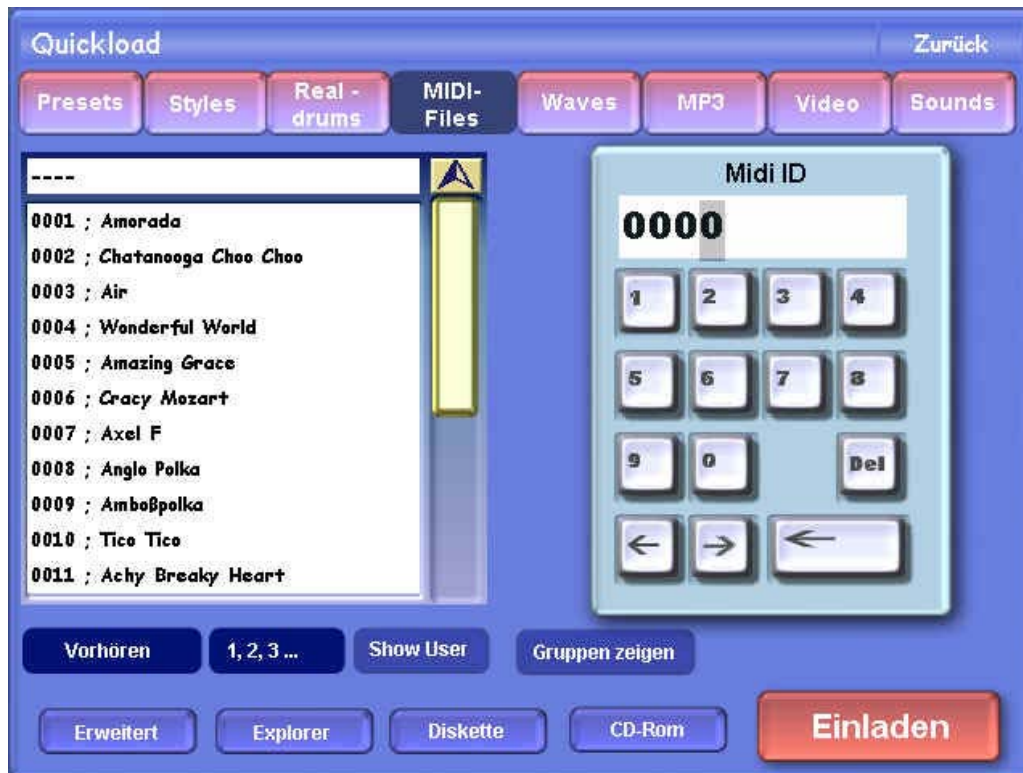 Quickload
Zurück
Presets
Styles
Real -
drums
MIDI-
Files
Waves
MP3
Video
Sounds
----
0001 ; Amorada
0002 ; Chatanooga Choo Choo
0003 ; Air
0004 ; Wonderful World
0005 ; Amazing Grace
0006 ; Cracy Mozart
0007 ; Axel F
0008 ; Anglo Polka
0009 ; Amboßpolka
0010 ; Tico Tico
0011 ; Achy Breaky Heart
Midi ID
0000
1 2 3 4
5 6 7 8
9 0 Del
Vorhören
1, 2, 3 ...
Show User
Gruppen zeigen
Erweitert
Explorer
Diskette
CD-Rom
Einladen